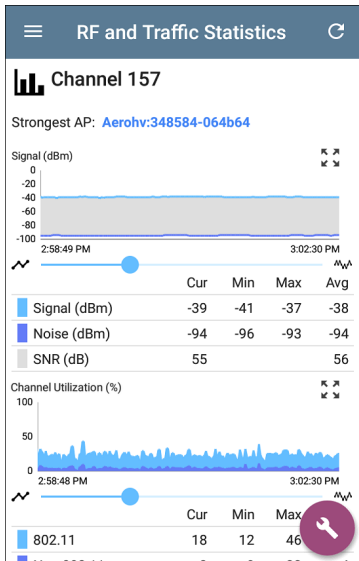 RF and Traffic Statistics
Channel 157
Strongest AP: Aerohv:348584-064b64
Signal (dBm)
0
-20
-40
-60
-80
-100
2:58:49 PM 3:02:30 PM
Cur Min Max Avg
Signal (dBm) -39 -41 -37 -38
Noise (dBm) -94 -96 -93 -94
SNR (dB) 55 56
Channel Utilization (%)
100
50
0
2:58:48 PM 3:02:30 PM
Cur Min Max
802.11 18 12 46